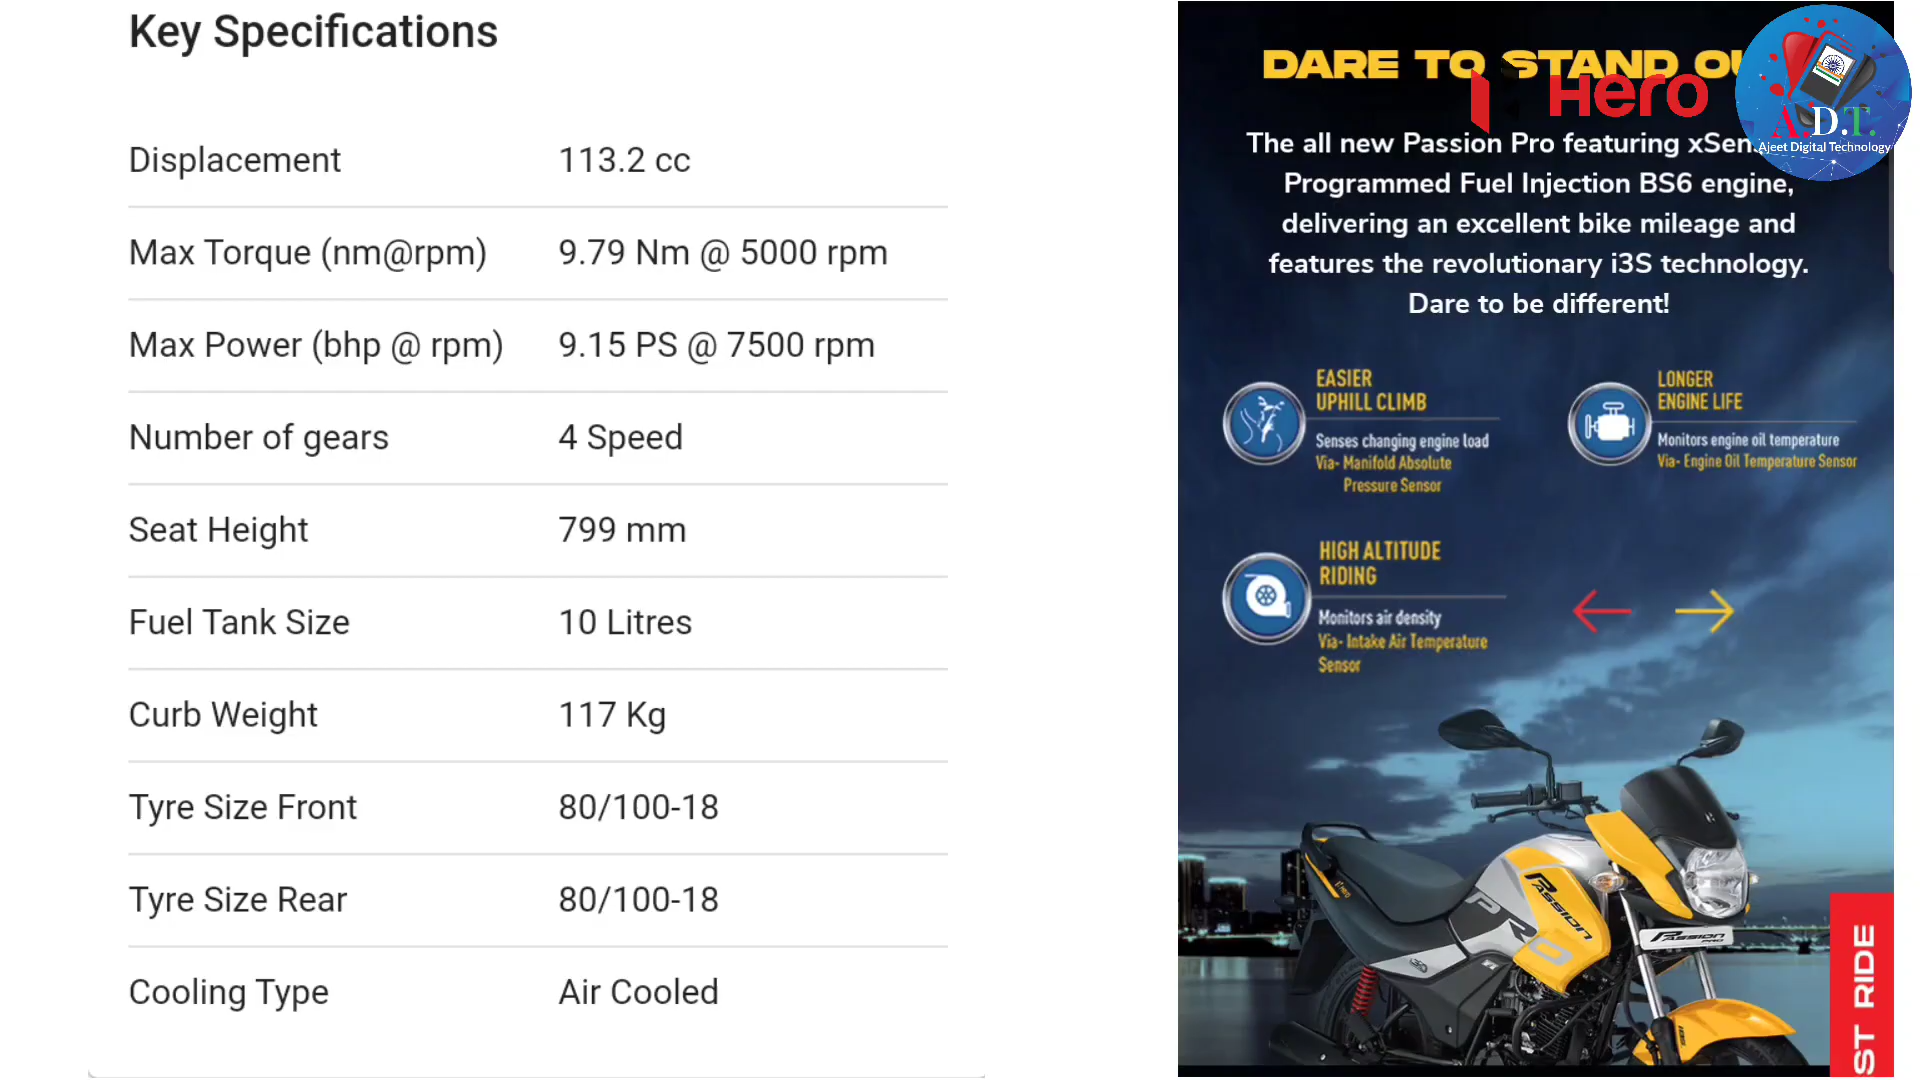 Key Specifications
Displacement 113.2 cc
Max Torque (nm@rpm) 9.79 Nm @ 5000 rpm
Max Power (bhp @ rpm) 9.15 PS @ 7500 rpm
Number of gears 4 Speed
Seat Height 799 mm
Fuel Tank Size 10 Litres
Curb Weight 117 Kg
Tyre Size Front 80/100-18
Tyre Size Rear 80/100-18
Cooling Type Air Cooled
DARE TO STAND
Hero
A.D.T.
Ajeet Digital Technology
The all new Passion Pro featuring
Programmed Fuel Injection BS6 engine,
delivering an excellent bike mileage and
features the revolutionary i3S technology.
Dare to be different!
EASIER
UPHILL CLIMB
Senses changing engine load
Via- Manifold Absolute
Pressure Sensor
LONGER
ENGINE LIFE
Monitors engine oil temperature
Via- Engine Oil Temperature Sensor
HIGH ALTITUDE
RIDING
Monitors air density
Via- Intake Air Temperature
Sensor
PASSION
PRO
PASSION
PRO
ST RIDE